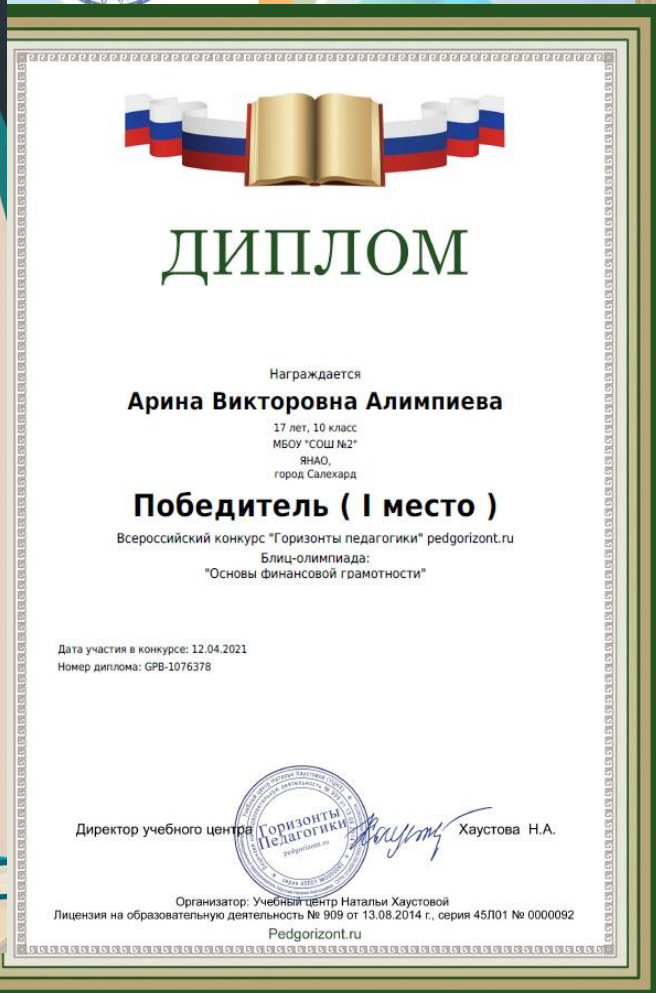 ДИПЛОМ
Награждается
Арина Викторовна Алимпиева
17 лет, 10 класс
МБОУ "СОШ №2"
ЯНАО,
город Салехард
Победитель ( I место )
Всероссийский конкурс "Горизонты педагогики" pedgorizont.ru
Блиц-олимпиада:
"Основы финансовой грамотности"
Дата участия в конкурсе: 12.04.2021
Номер диплома: GPB-1076378
Директор учебного центра
Горизонты
Педагогики
pedgorizont.ru
Хаустова Н.А.
Организатор: Учебный центр Натальи Хаустовой
Лицензия на образовательную деятельность № 909 от 13.08.2014 г., серия 45Л01 № 0000092
Pedgorizont.ru